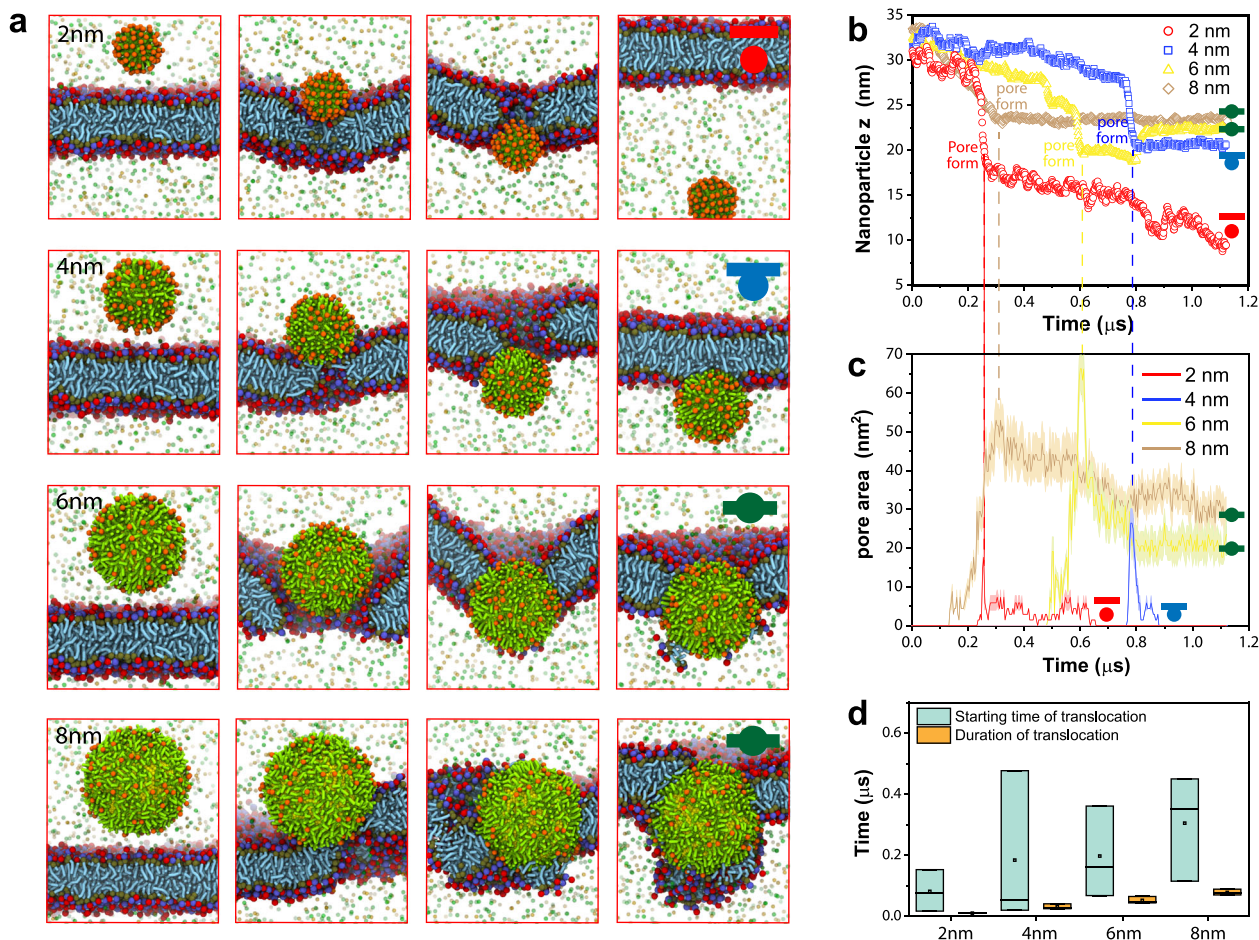 a
2nm
4nm
6nm
8nm
b
35
30
25
20
15
10
5
Nanoparticle z (nm)
2 nm
4 nm
6 nm
8 nm
pore
form
pore
form
Pore
form
pore
form
0.0 0.2 0.4 0.6 0.8 1.0 1.2
Time (μs)
c
70
60
50
40
30
20
10
0
pore area (nm²)
2 nm
4 nm
6 nm
8 nm
0.0 0.2 0.4 0.6 0.8 1.0 1.2
Time (μs)
d
0.6
0.4
0.2
0.0
Time (μs)
Starting time of translocation
Duration of translocation
2nm 4nm 6nm 8nm